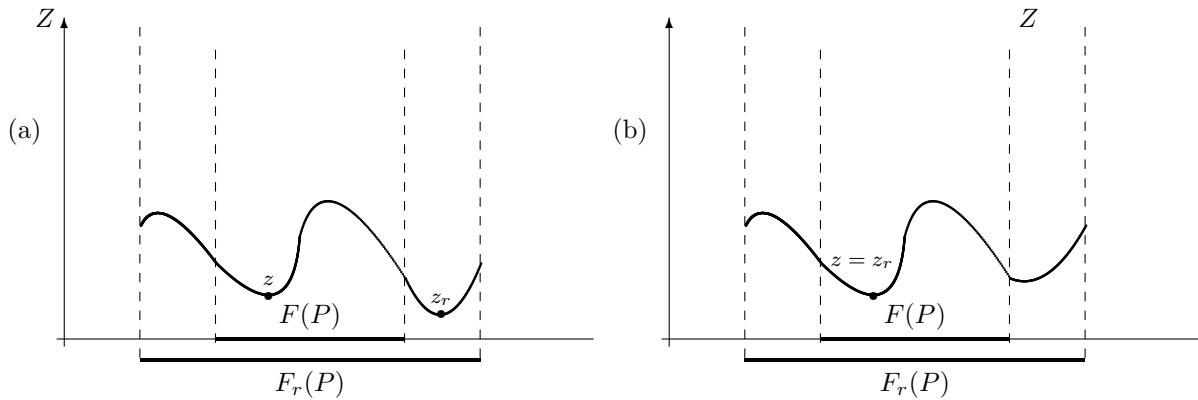 Z
(a)
z
z_r
F(P)
F_r(P)
Z
(b)
z = z_r
F(P)
F_r(P)